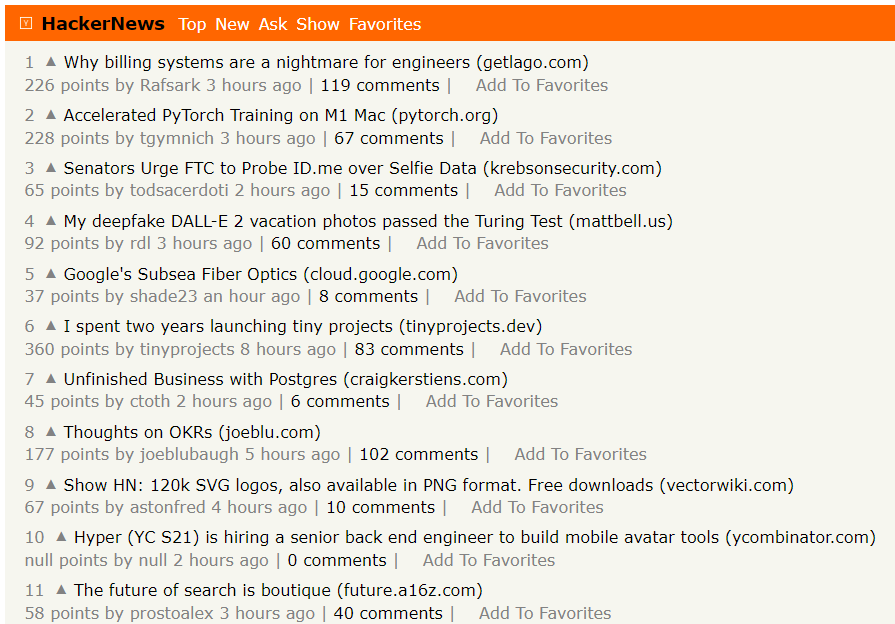 Y HackerNews Top New Ask Show Favorites
1 ▲ Why billing systems are a nightmare for engineers (getlago.com)
226 points by Rafsark 3 hours ago | 119 comments | Add To Favorites
2 ▲ Accelerated PyTorch Training on M1 Mac (pytorch.org)
228 points by tgymnich 3 hours ago | 67 comments | Add To Favorites
3 ▲ Senators Urge FTC to Probe ID.me over Selfie Data (krebsonsecurity.com)
65 points by todsacerdoti 2 hours ago | 15 comments | Add To Favorites
4 ▲ My deepfake DALL-E 2 vacation photos passed the Turing Test (mattbell.us)
92 points by rdl 3 hours ago | 60 comments | Add To Favorites
5 ▲ Google's Subsea Fiber Optics (cloud.google.com)
37 points by shade23 an hour ago | 8 comments | Add To Favorites
6 ▲ I spent two years launching tiny projects (tinyprojects.dev)
360 points by tinyprojects 8 hours ago | 83 comments | Add To Favorites
7 ▲ Unfinished Business with Postgres (craigkerstiens.com)
45 points by ctoth 2 hours ago | 6 comments | Add To Favorites
8 ▲ Thoughts on OKRs (joeblu.com)
177 points by joeblubaugh 5 hours ago | 102 comments | Add To Favorites
9 ▲ Show HN: 120k SVG logos, also available in PNG format. Free downloads (vectorwiki.com)
67 points by astonfred 4 hours ago | 10 comments | Add To Favorites
10 ▲ Hyper (YC S21) is hiring a senior back end engineer to build mobile avatar tools (ycombinator.com)
null points by null 2 hours ago | 0 comments | Add To Favorites
11 ▲ The future of search is boutique (future.a16z.com)
58 points by prostoalex 3 hours ago | 40 comments | Add To Favorites